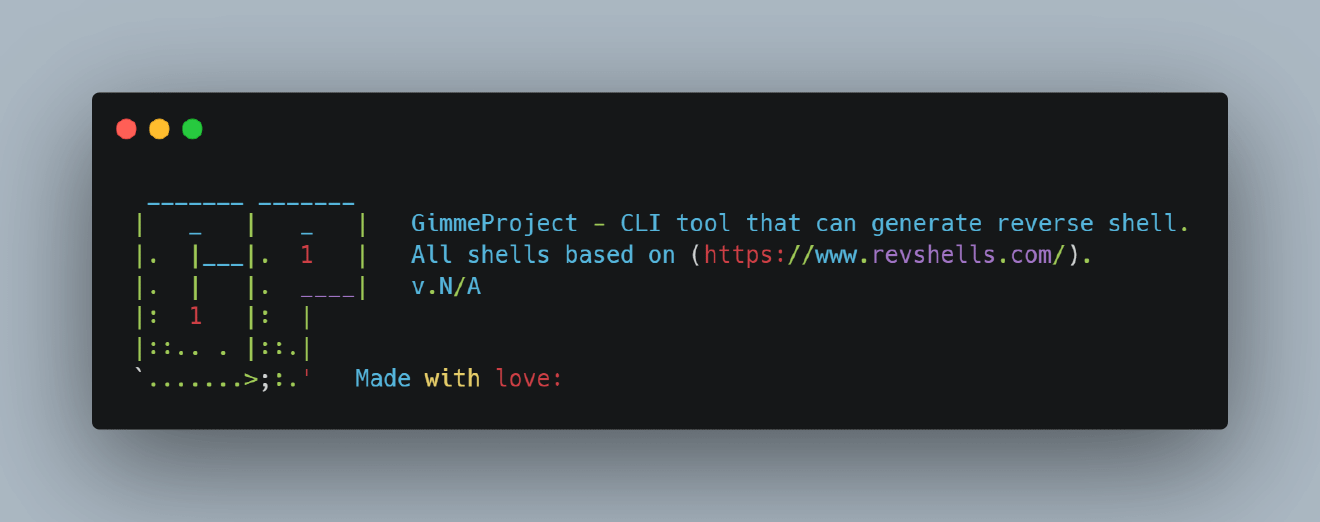 _______ _______
|   _   |   _   |   GimmeProject - CLI tool that can generate reverse shell.
|.  |___|.  1   |   All shells based on (https://www.revshells.com/).
|.  |   |.  ____|   v.N/A
|:  1   |:  |
|::.. . |::.|
`.......>;:.'   Made with love: